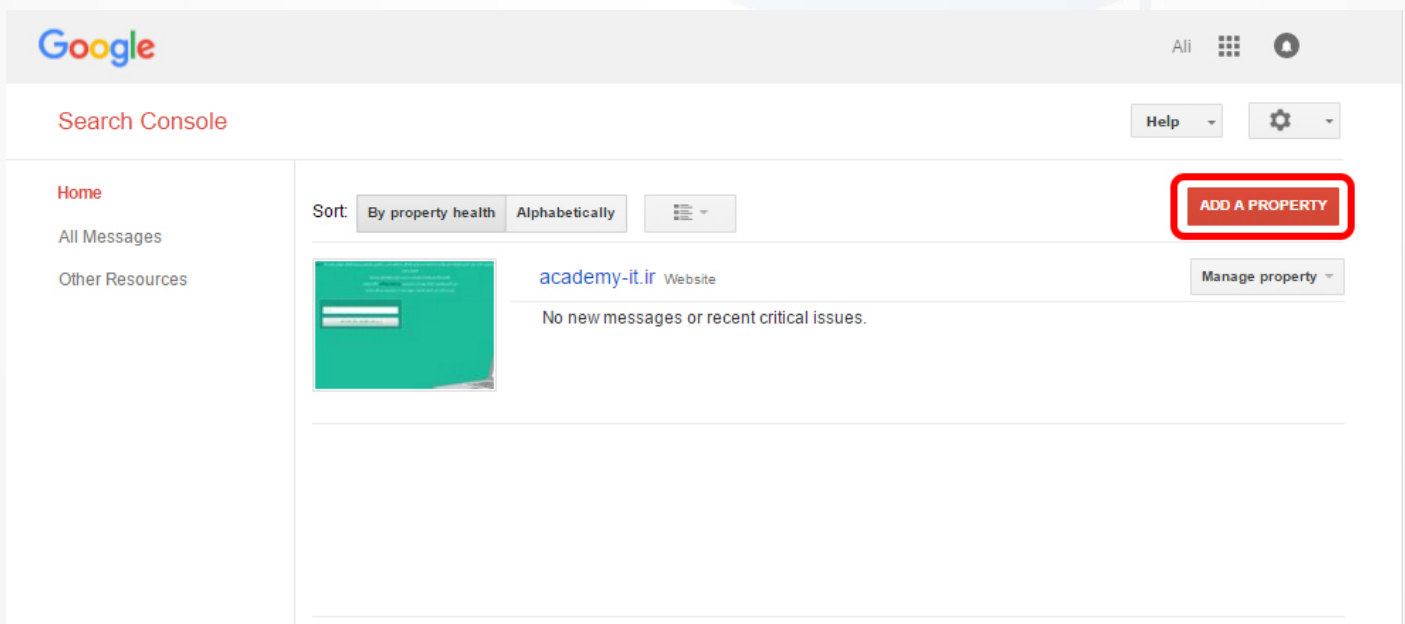 Google
Ali
Search Console
Help
Home
All Messages
Other Resources
Sort:
By property health
Alphabetically
ADD A PROPERTY
academy-it.ir Website
Manage property
No new messages or recent critical issues.